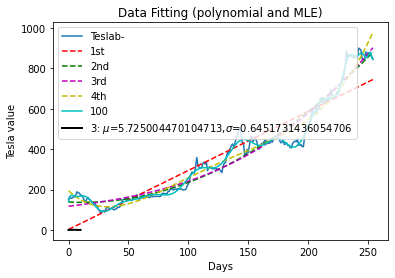 Data Fitting (polynomial and MLE)
Teslab-
1st
2nd
3rd
4th
100
3: μ=5.725004470104713,σ=0.6451731436054706
1000
800
600
400
200
0
Tesla value
0 50 100 150 200 250
Days